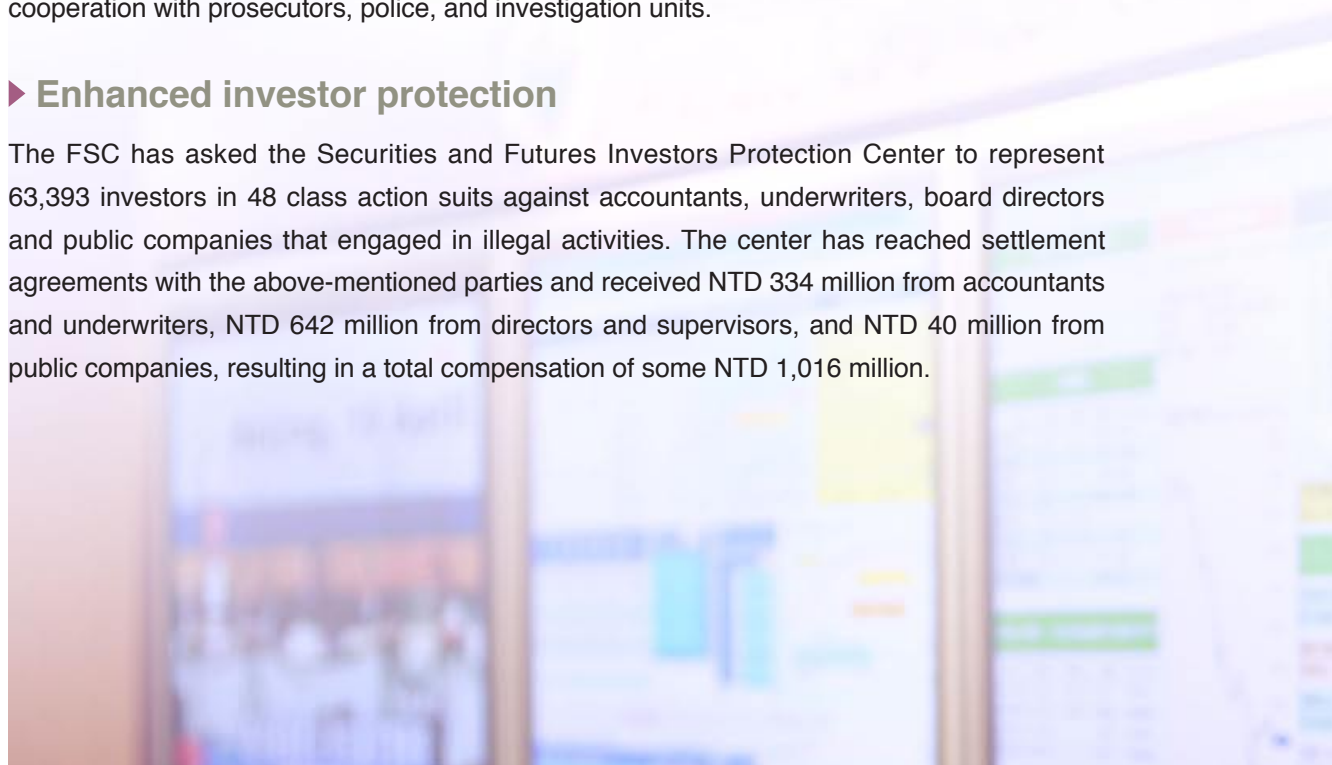 cooperation with prosecutors, police, and investigation units.
Enhanced investor protection
The FSC has asked the Securities and Futures Investors Protection Center to represent
63,393 investors in 48 class action suits against accountants, underwriters, board directors
and public companies that engaged in illegal activities. The center has reached settlement
agreements with the above-mentioned parties and received NTD 334 million from accountants
and underwriters, NTD 642 million from directors and supervisors, and NTD 40 million from
public companies, resulting in a total compensation of some NTD 1,016 million.